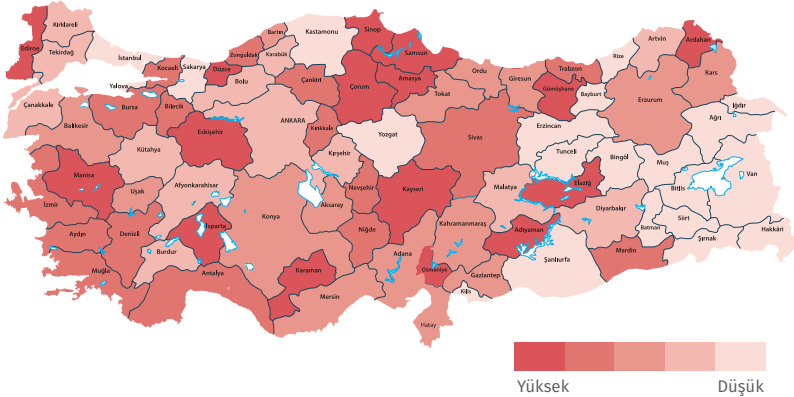 Kırklareli
Edirne
Tekirdağ
İstanbul
Kocaeli
Yalova
Sakarya
Düzce
Zonguldak
Bartın
Karabük
Kastamonu
Sinop
Samsun
Bolu
Çankırı
Çorum
Amasya
Ordu
Tokat
Giresun
Trabzon
Gümüşhane
Bayburt
Rize
Artvin
Ardahan
Kars
Erzurum
Iğdır
Ağrı
Çanakkale
Balıkesir
Bursa
Bilecik
Eskişehir
ANKARA
Kırıkkale
Yozgat
Sivas
Erzincan
Kütahya
Kırşehir
Tunceli
Bingöl
Muş
Bitlis
Van
Manisa
Uşak
Afyonkarahisar
Aksaray
Nevşehir
Kayseri
Malatya
Elazığ
İzmir
Konya
Niğde
Kahramanmaraş
Diyarbakır
Batman
Siirt
Şırnak
Hakkâri
Aydın
Denizli
Isparta
Burdur
Muğla
Antalya
Karaman
Mersin
Adana
Osmaniye
Gaziantep
Adıyaman
Şanlıurfa
Mardin
Kilis
Hatay
Yüksek
Düşük